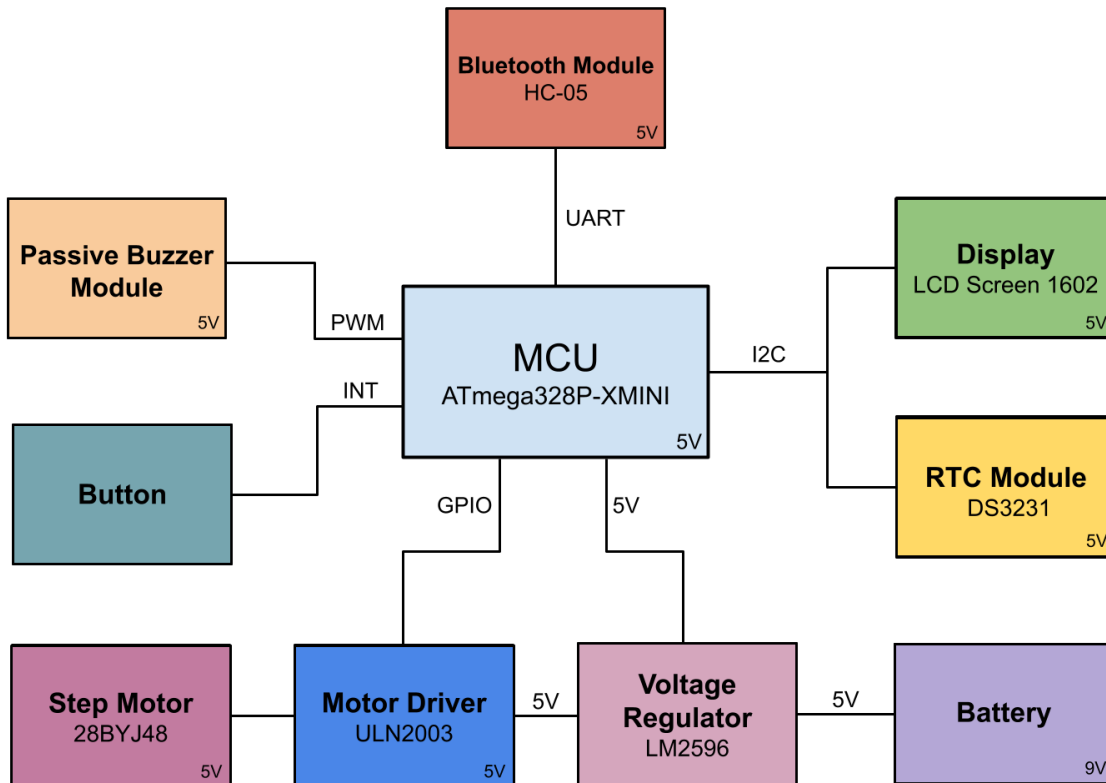 Bluetooth Module
HC-05
5V
UART
Passive Buzzer
Module
5V
PWM
Display
LCD Screen 1602
5V
MCU
ATmega328P-XMINI
5V
I2C
INT
Button
RTC Module
DS3231
5V
GPIO
5V
Step Motor
28BYJ48
5V
Motor Driver
ULN2003
5V
5V
Voltage
Regulator
LM2596
5V
Battery
9V